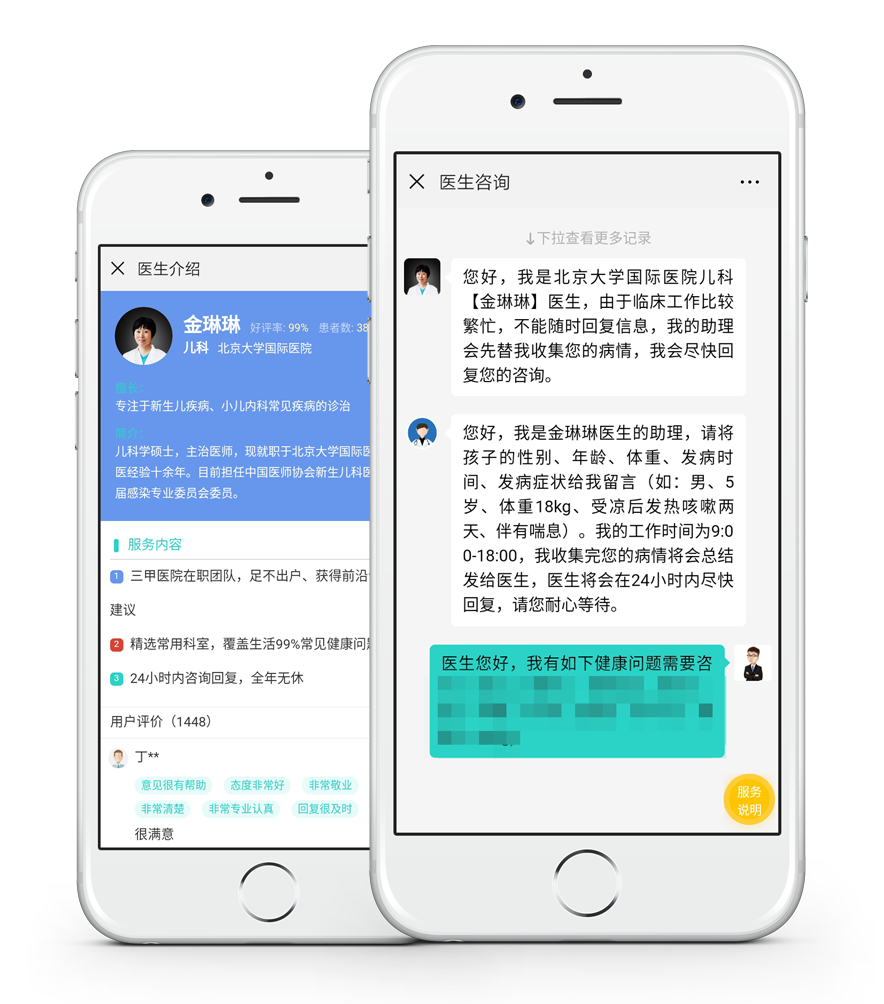 医生介绍
金琳琳 好评率: 99% 患者数: 38
儿科 北京大学国际医院
擅长:
专注于新生儿疾病、小儿内科常见疾病的诊治
简介:
儿科学硕士，主治医师，现就职于北京大学国际医
医经验十余年。目前担任中国医师协会新生儿科医
届感染专业委员会委员。
服务内容
1 三甲医院在职团队，足不出户、获得前沿
建议
2 精选常用科室，覆盖生活99%常见健康问
3 24小时内咨询回复，全年无休
用户评价（1448）
丁**
意见很有帮助 态度非常好 非常敬业
非常清楚 非常专业认真 回复很及时
很满意
医生咨询
↓下拉查看更多记录
您好，我是北京大学国际医院儿科
【金琳琳】医生，由于临床工作比较
繁忙，不能随时回复信息，我的助理
会先替我收集您的病情，我会尽快回
复您的咨询。
您好，我是金琳琳医生的助理，请将
孩子的性别、年龄、体重、发病时
间、发病症状给我留言（如：男、5
岁、体重18kg、受凉后发热咳嗽两
天、伴有喘息）。我的工作时间为9:0
0-18:00，我收集完您的病情将会总结
发给医生，医生将会在24小时内尽快
回复，请您耐心等待。
医生您好，我有如下健康问题需要咨
服务
说明